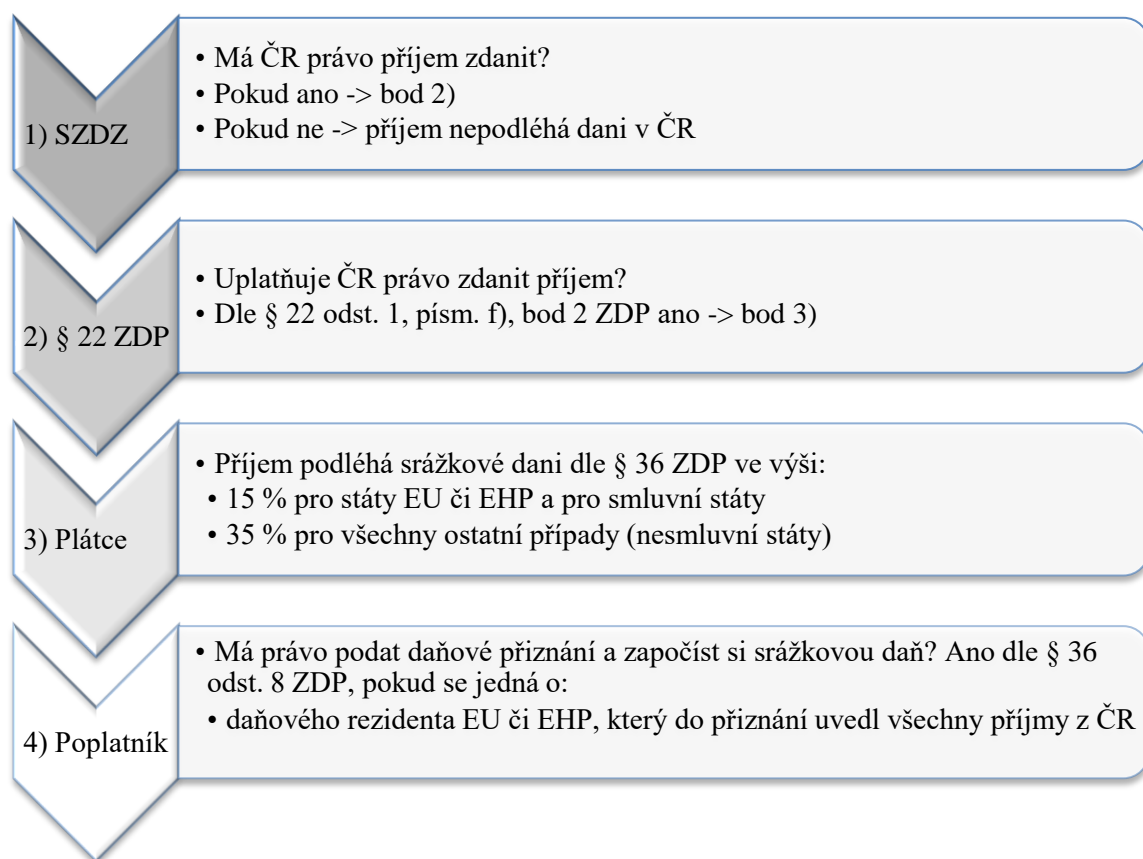 1) SZDZ
• Má ČR právo příjem zdanit?
• Pokud ano -> bod 2)
• Pokud ne -> příjem nepodléhá dani v ČR
2) § 22 ZDP
• Uplatňuje ČR právo zdanit příjem?
• Dle § 22 odst. 1, písm. f), bod 2 ZDP ano -> bod 3)
3) Plátce
• Příjem podléhá srážkové dani dle § 36 ZDP ve výši:
• 15 % pro státy EU či EHP a pro smluvní státy
• 35 % pro všechny ostatní případy (nesmluvní státy)
4) Poplatník
• Má právo podat daňové přiznání a započíst si srážkovou daň? Ano dle § 36
odst. 8 ZDP, pokud se jedná o:
• daňového rezidenta EU či EHP, který do přiznání uvedl všechny příjmy z ČR